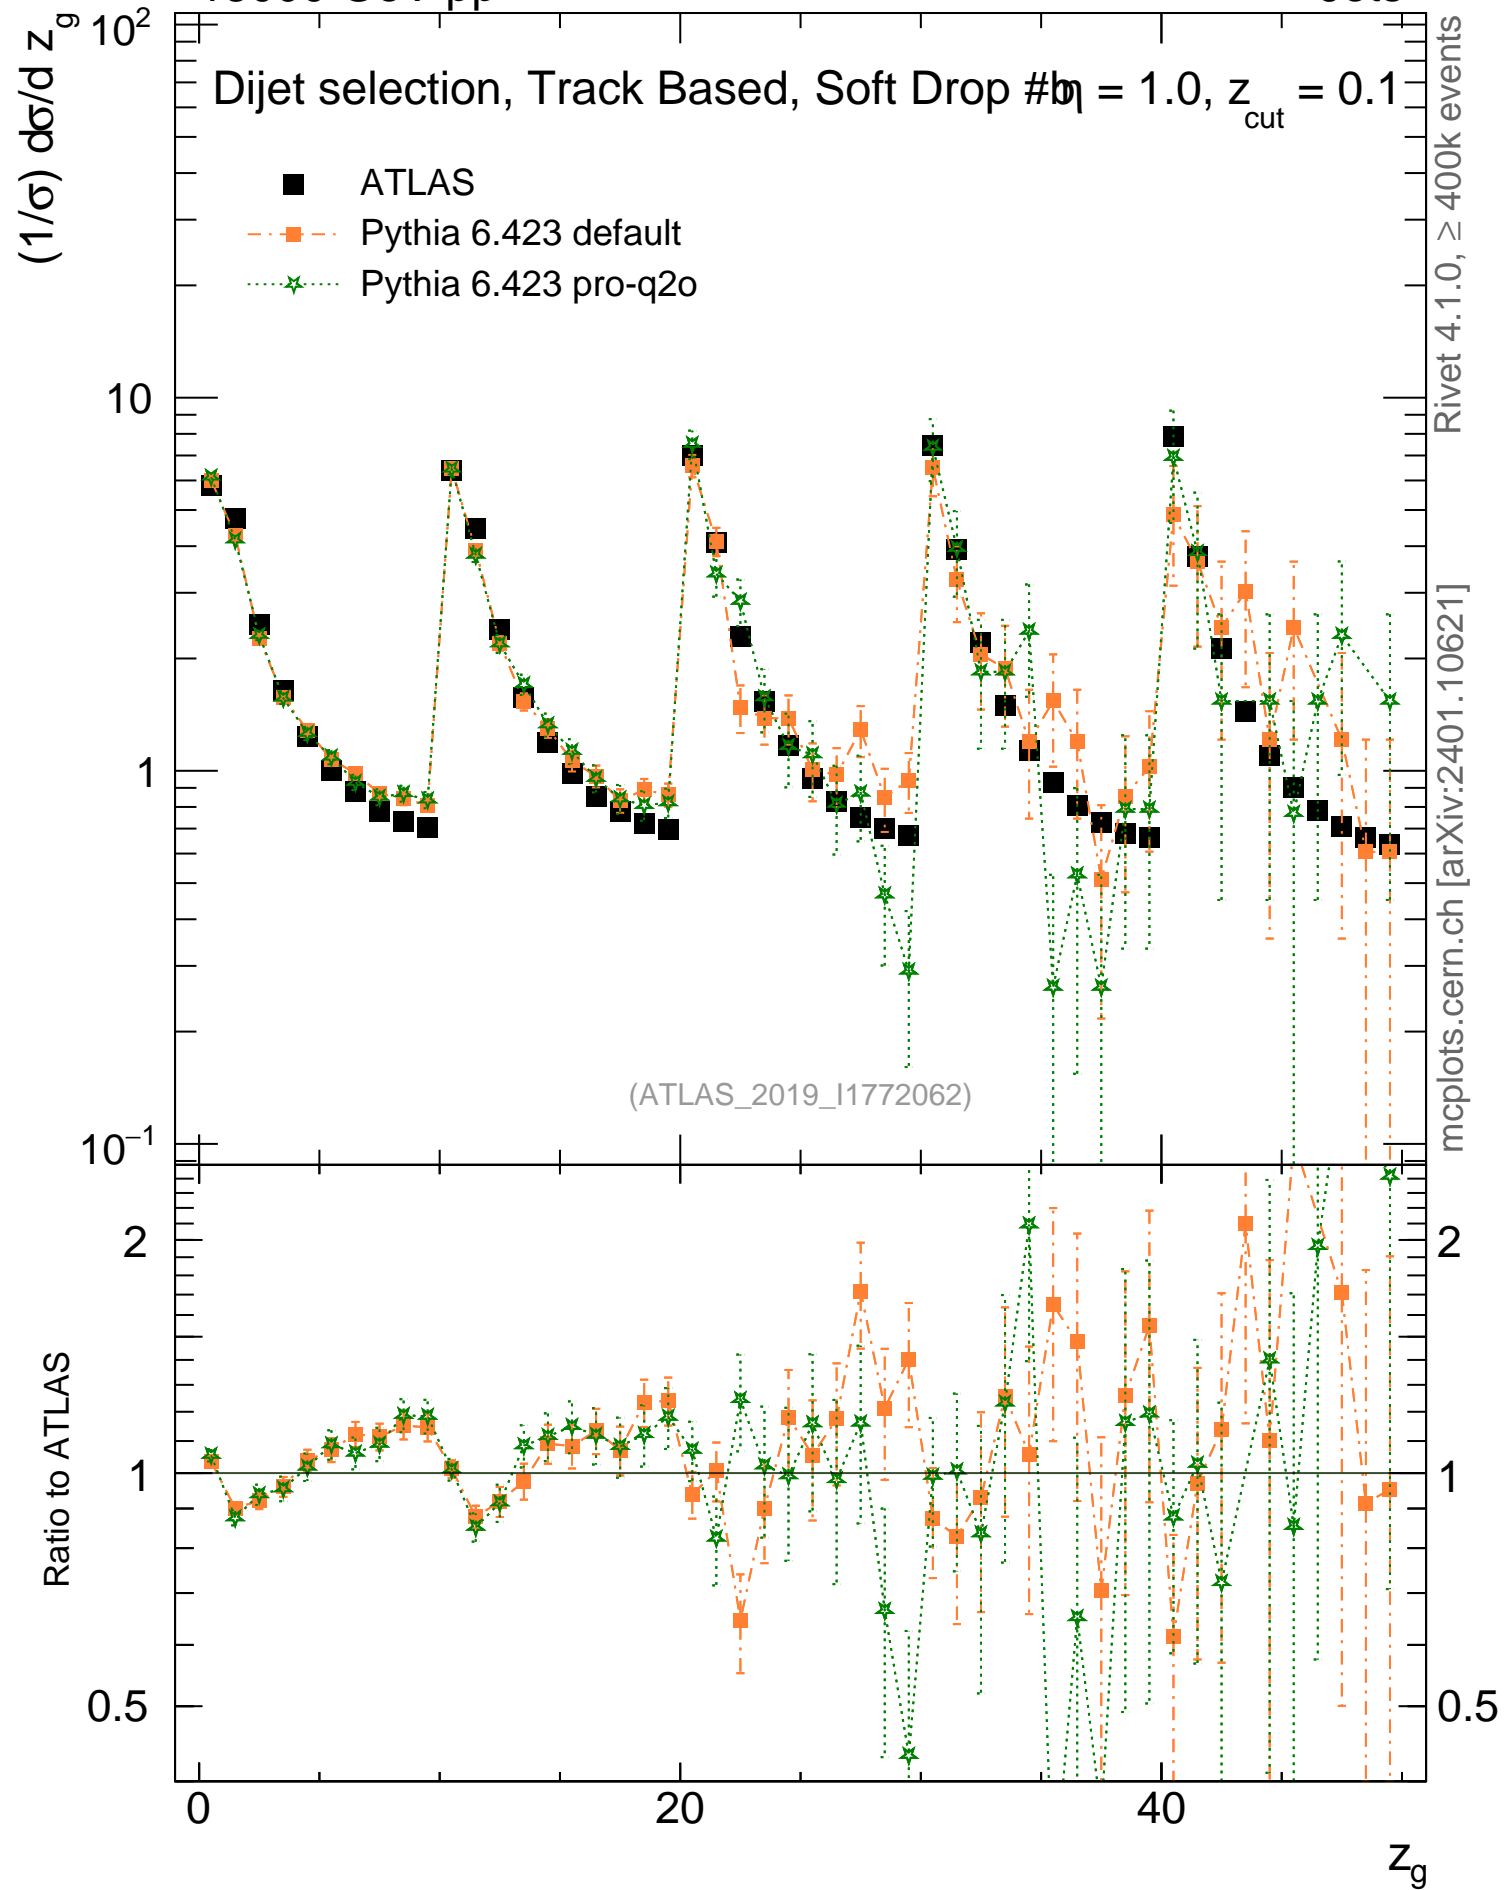 (1/σ) dσ/d z_g
Dijet selection, Track Based, Soft Drop #bη = 1.0, z_cut = 0.1
ATLAS
Pythia 6.423 default
Pythia 6.423 pro-q2o
10²
10
1
10⁻¹
(ATLAS_2019_I1772062)
Rivet 4.1.0, ≥ 400k events
mcplots.cern.ch [arXiv:2401.10621]
Ratio to ATLAS
2
1
0.5
2
1
0.5
0
20
40
z_g